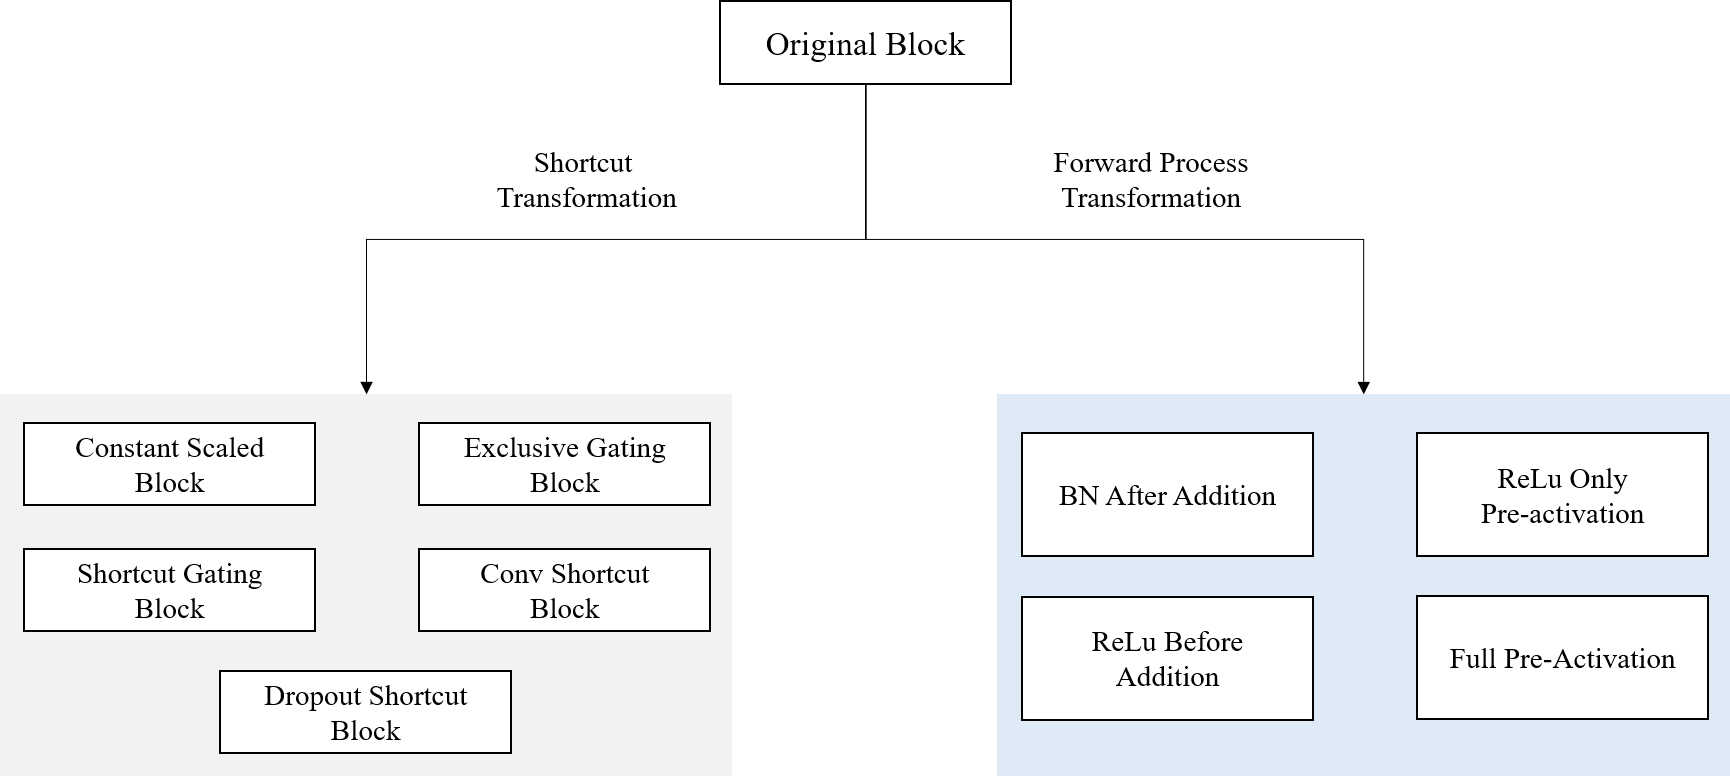 Original Block
Shortcut
Transformation
Forward Process
Transformation
Constant Scaled
Block
Exclusive Gating
Block
Shortcut Gating
Block
Conv Shortcut
Block
Dropout Shortcut
Block
BN After Addition
ReLu Only
Pre-activation
ReLu Before
Addition
Full Pre-Activation